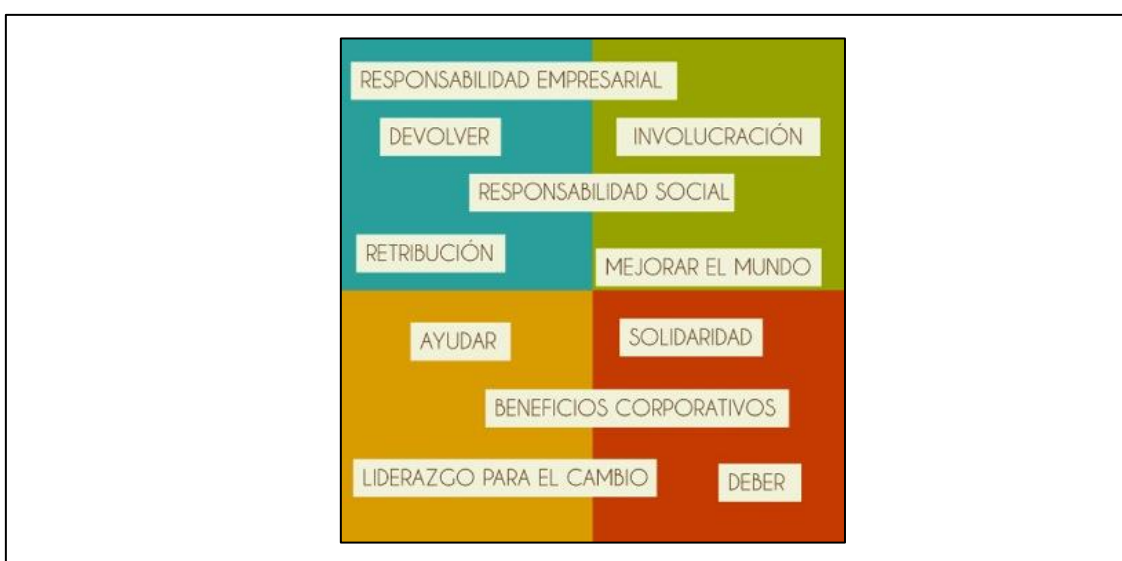 RESPONSABILIDAD EMPRESARIAL
DEVOLVER
INVOLUCRACIÓN
RESPONSABILIDAD SOCIAL
RETRIBUCIÓN
MEJORAR EL MUNDO
AYUDAR
SOLIDARIDAD
BENEFICIOS CORPORATIVOS
LIDERAZGO PARA EL CAMBIO
DEBER